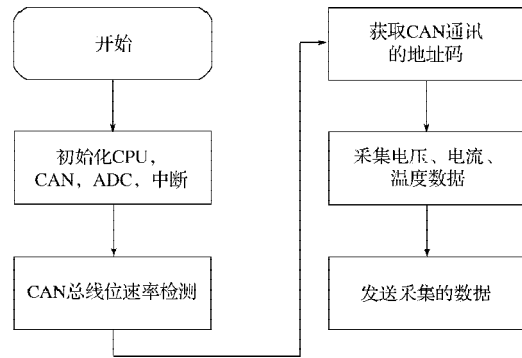 开始
初始化CPU,
CAN, ADC, 中断
CAN总线位速率检测
获取CAN通讯
的地址码
采集电压、电流、
温度数据
发送采集的数据